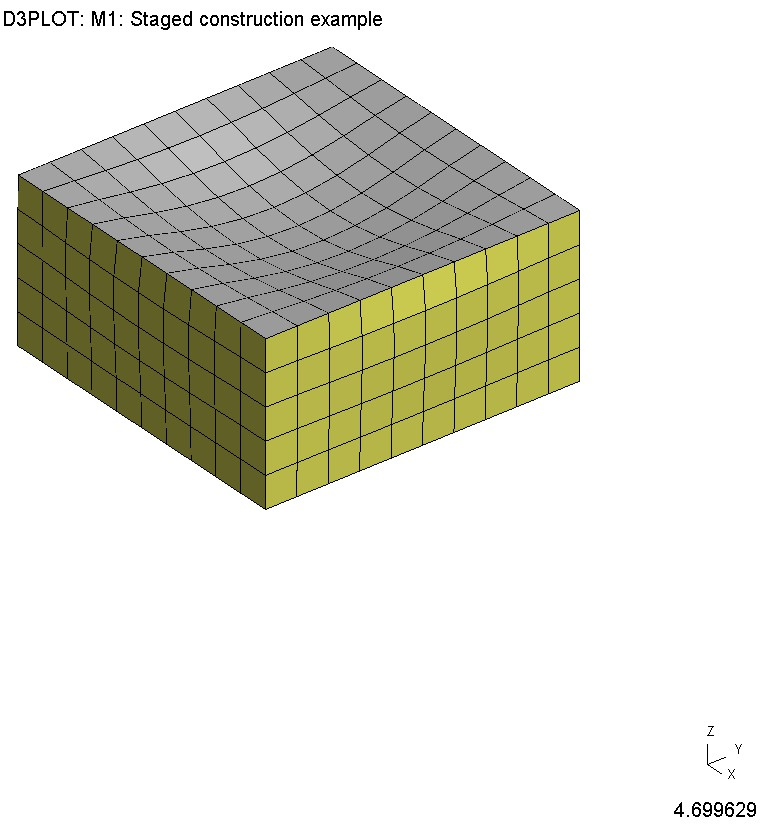 D3PLOT: M1: Staged construction example
Z
Y
X
4.699629